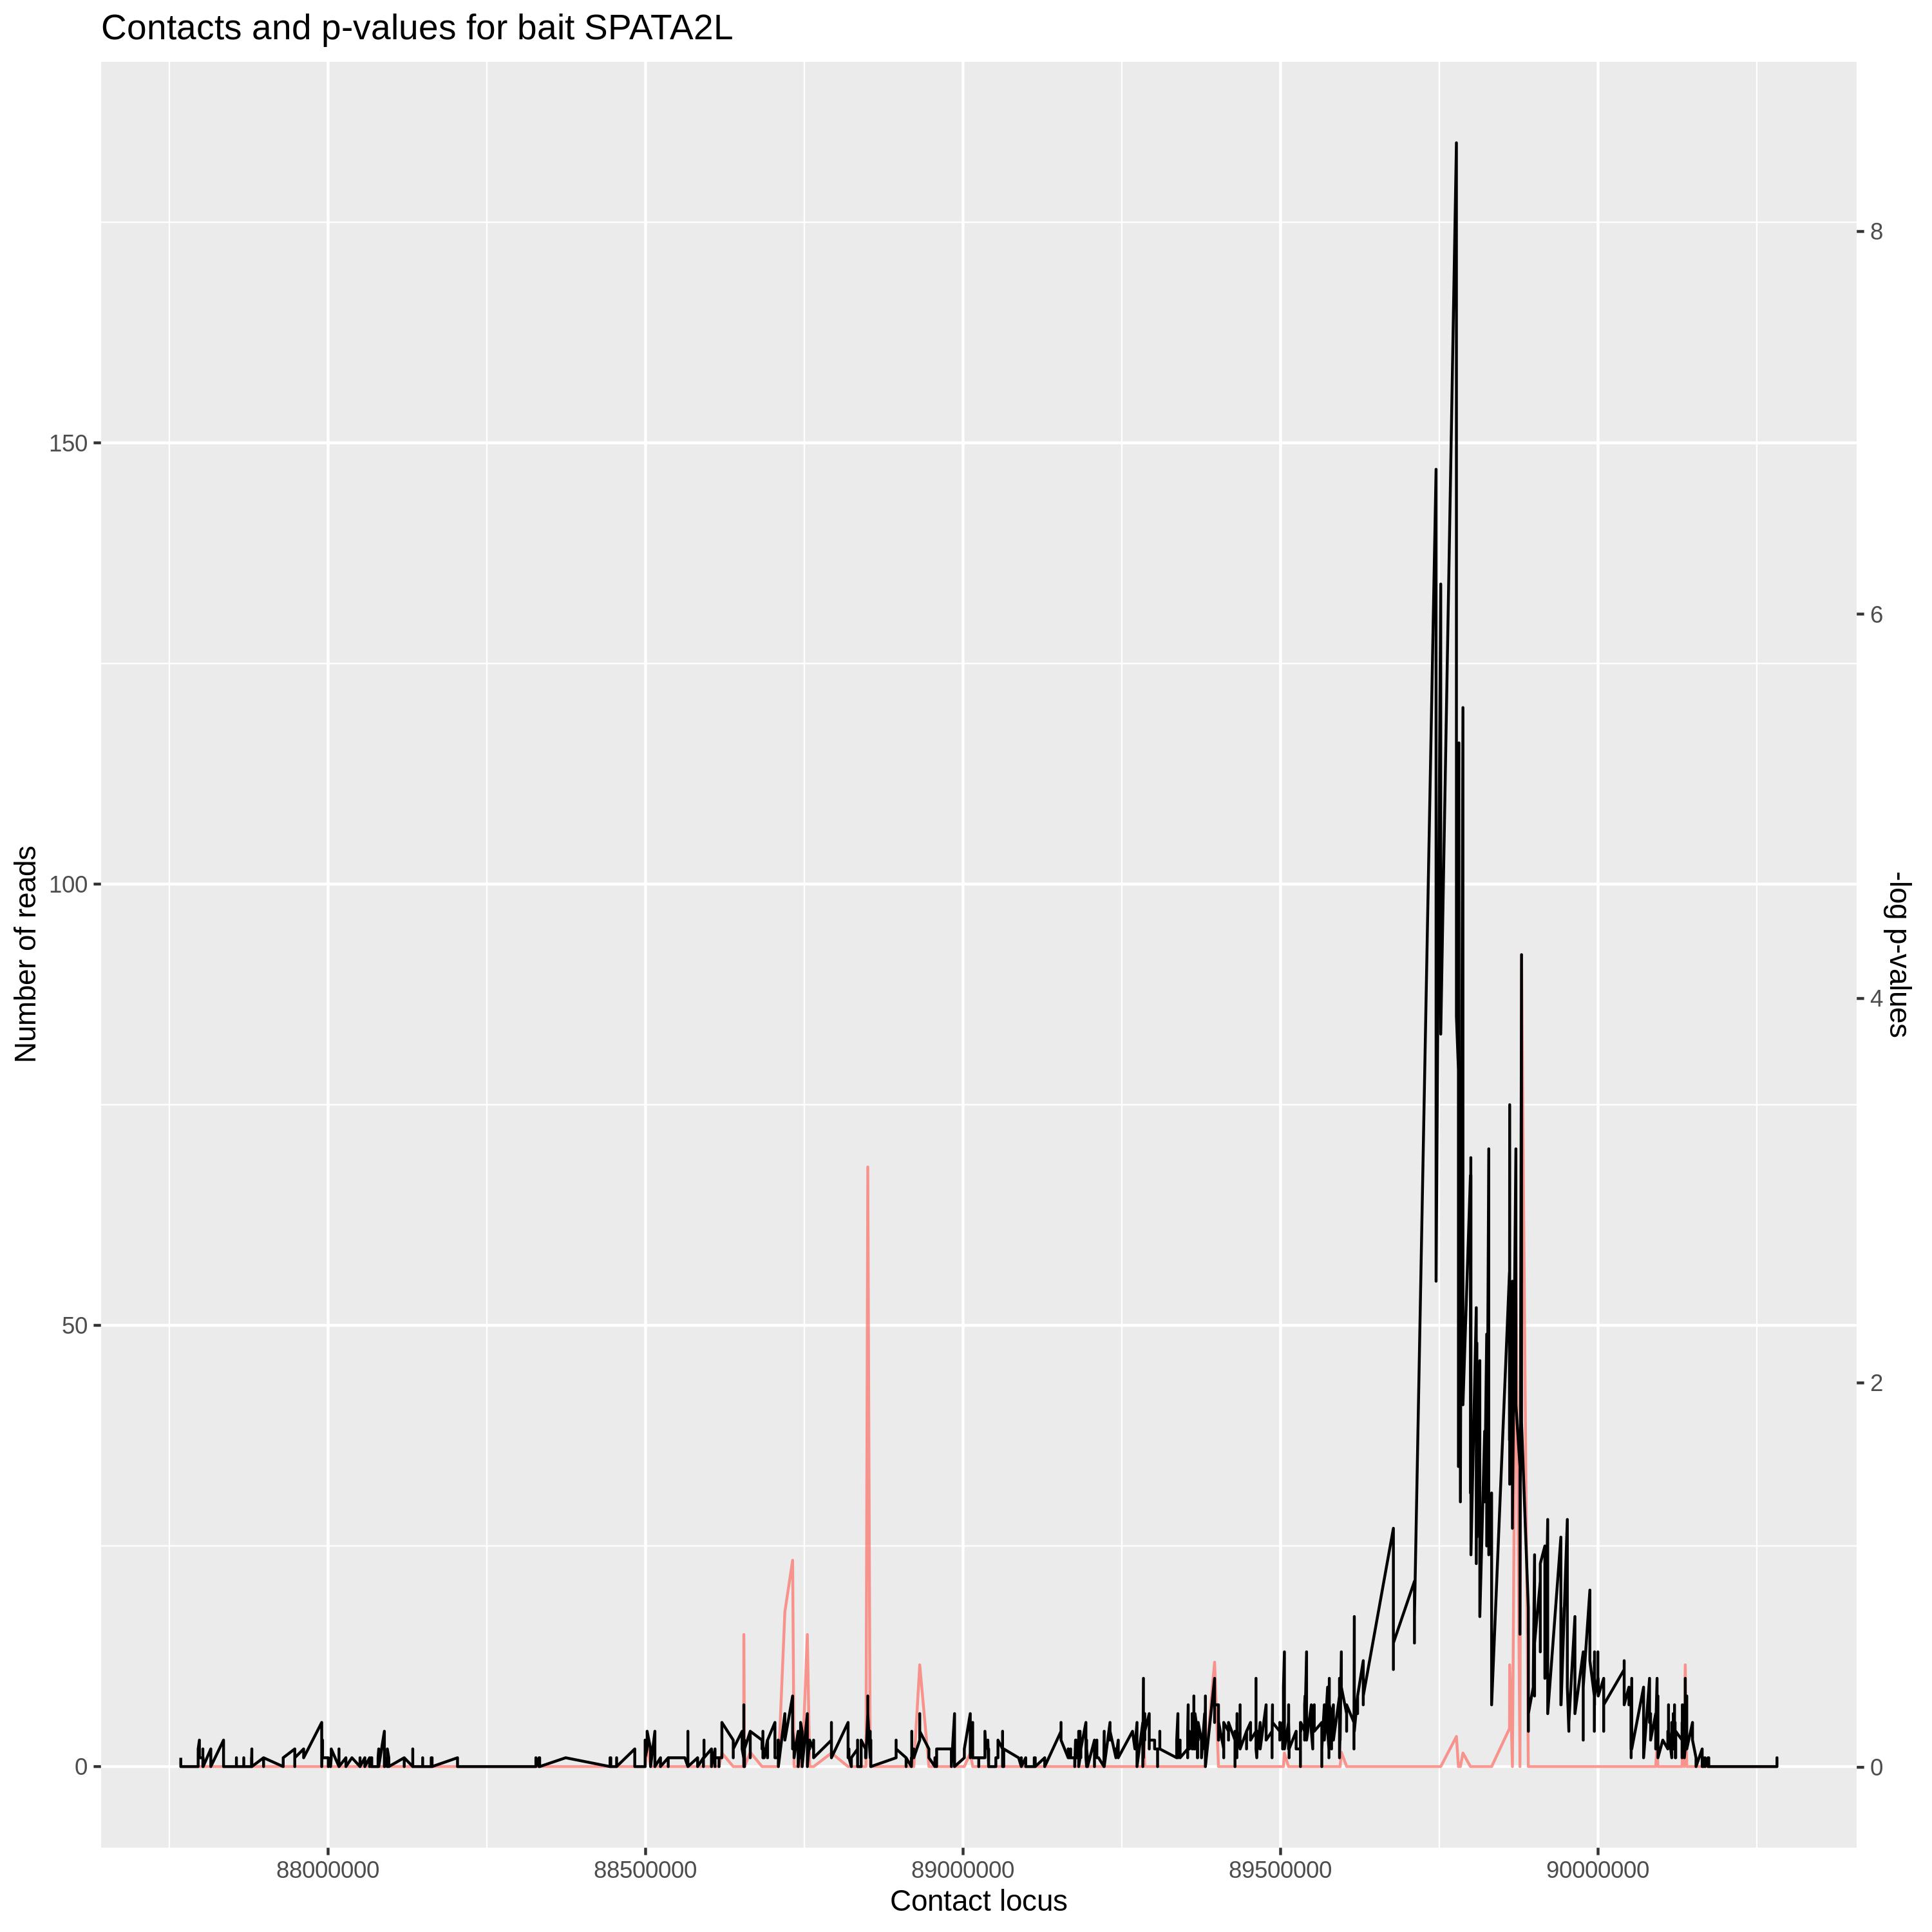 Contacts and p-values for bait SPATA2L
150
100
50
0
Number of reads
8
6
4
2
0
-log p-values
88000000 88500000 89000000 89500000 90000000
Contact locus